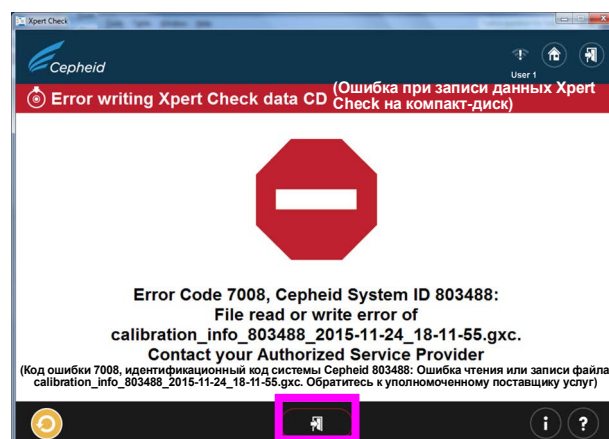 Xpert Check
Cepheid
User 1
Error writing Xpert Check data CD (Ошибка при записи данных Xpert
Check на компакт-диск)
Error Code 7008, Cepheid System ID 803488:
File read or write error of
calibration_info_803488_2015-11-24_18-11-55.gxc.
Contact your Authorized Service Provider
(Код ошибки 7008, идентификационный код системы Cepheid 803488: Ошибка чтения или записи файла
calibration_info_803488_2015-11-24_18-11-55.gxc. Обратитесь к уполномоченному поставщику услуг)
i ?